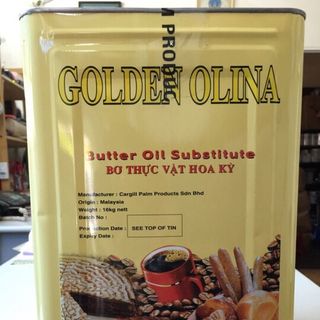 A PRODU
GOLDEN OLINA
Butter Oil Substitute
BƠ THỰC VẬT HOA KỲ
Manufacturer : Cargill Palm Products Sdn Bhd
Origin : Malaysia
Weight : 16kg nett
Batch No :
Production Date : SEE TOP OF TIN
Expiry Date :